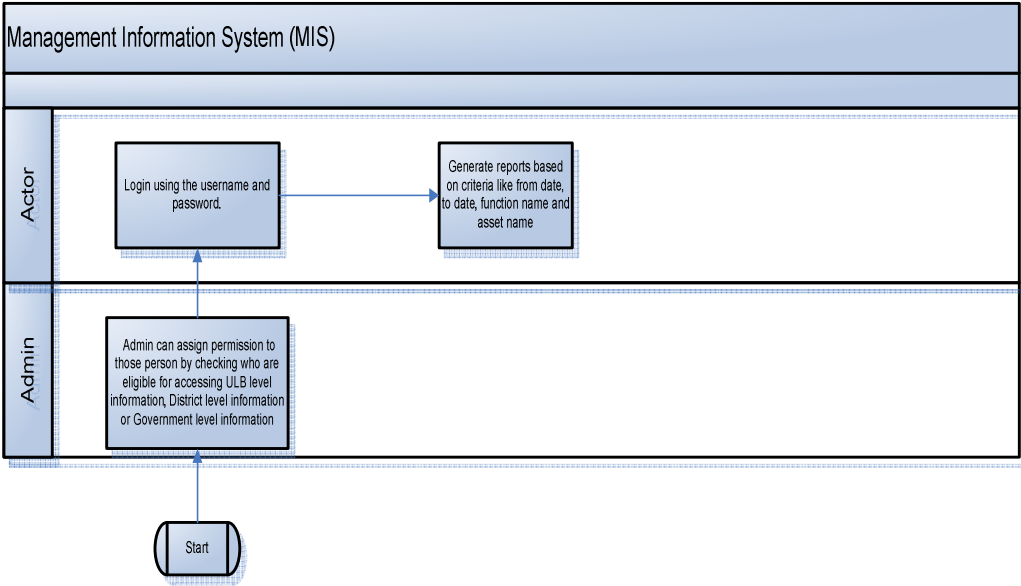 Management Information System (MIS)
Actor
Login using the username and
password.
Generate reports based
on criteria like from date,
to date, function name and
asset name
Admin
Admin can assign permission to
those person by checking who are
eligible for accessing ULB level
information, District level information
or Government level information
Start